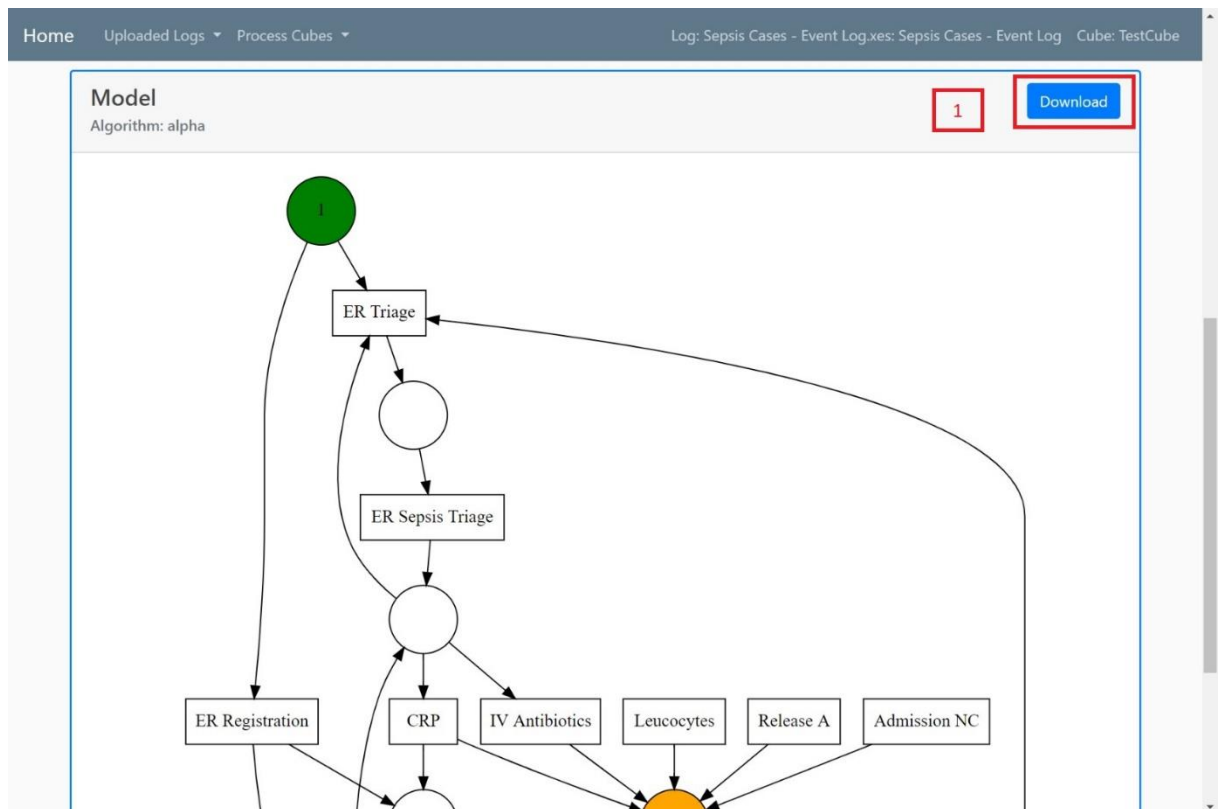 Home Uploaded Logs Process Cubes Log: Sepsis Cases - Event Log.xes: Sepsis Cases - Event Log Cube: TestCube
Model
Algorithm: alpha
1
Download
1
ER Triage
ER Sepsis Triage
ER Registration
CRP
IV Antibiotics
Leucocytes
Release A
Admission NC